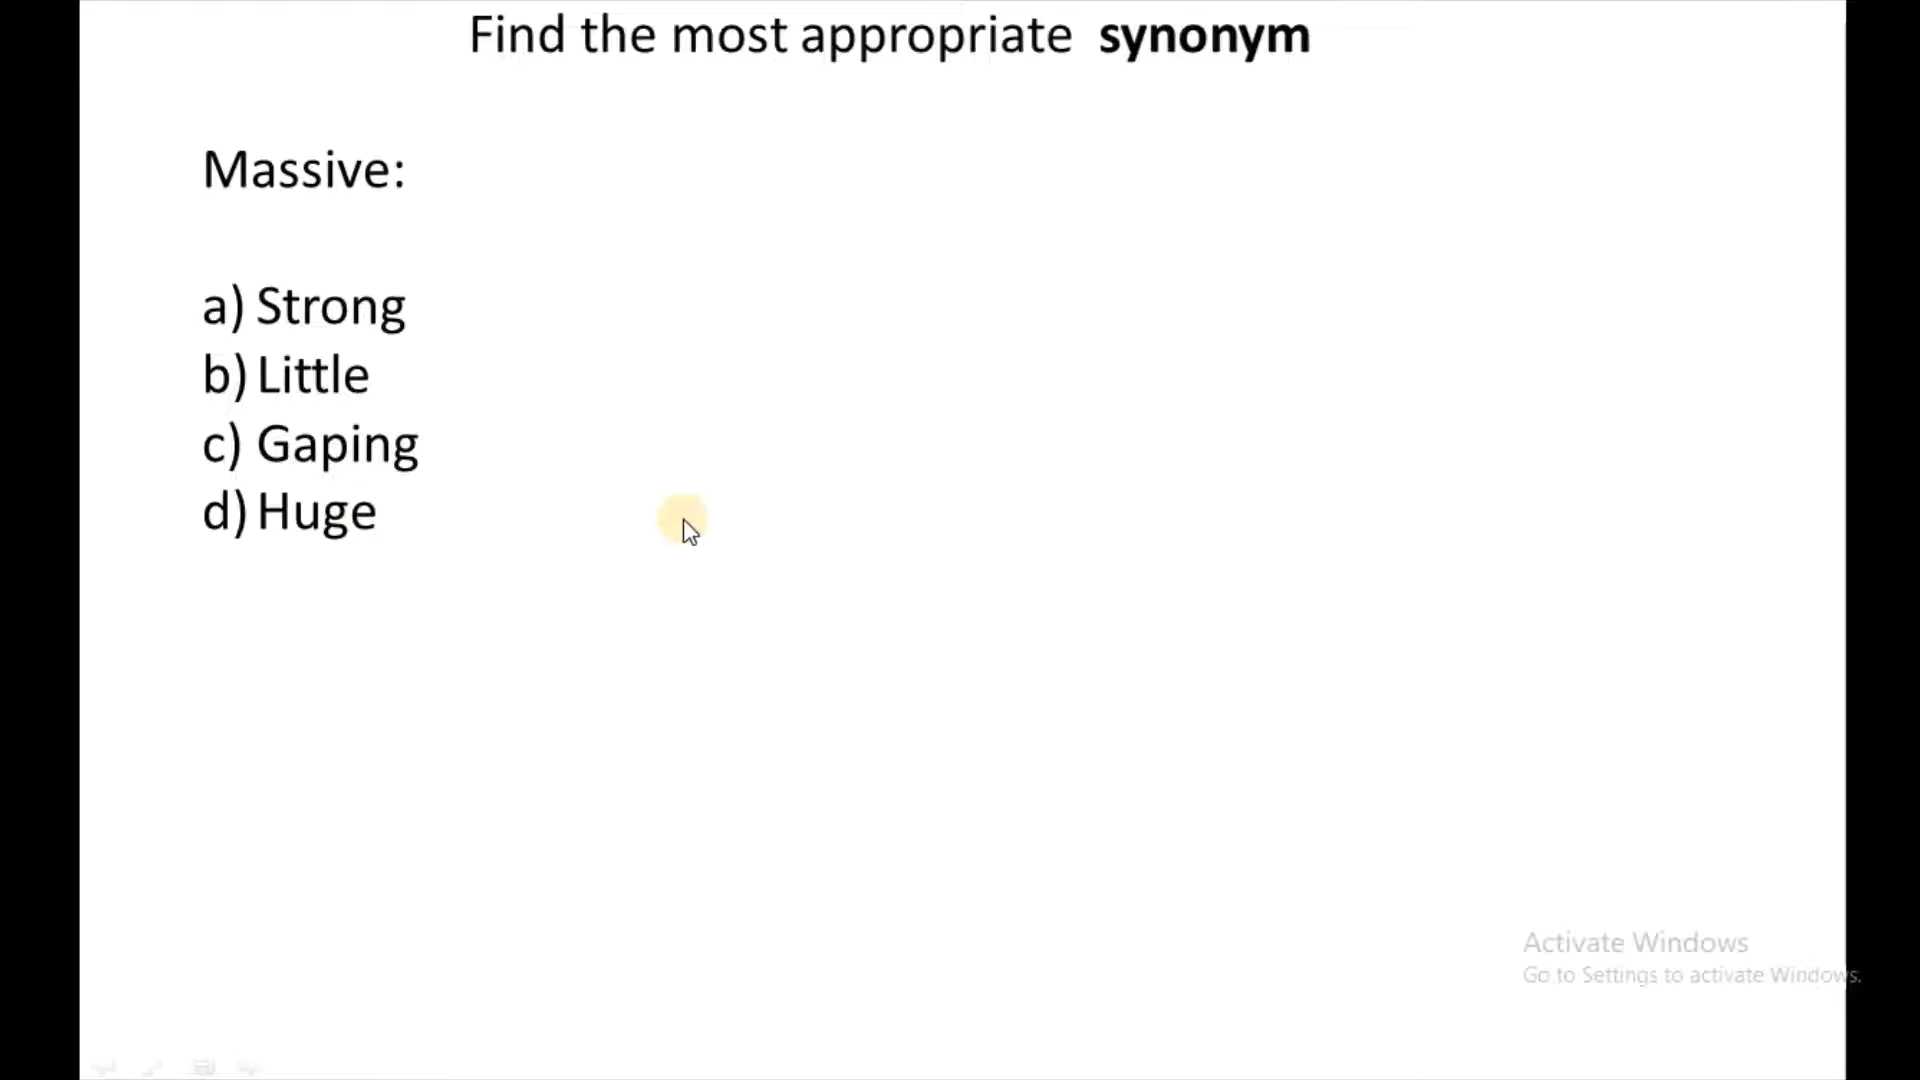 Find the most appropriate synonym
Massive:
a) Strong
b) Little
c) Gaping
d) Huge
Activate Windows
Go to Settings to activate Windows.